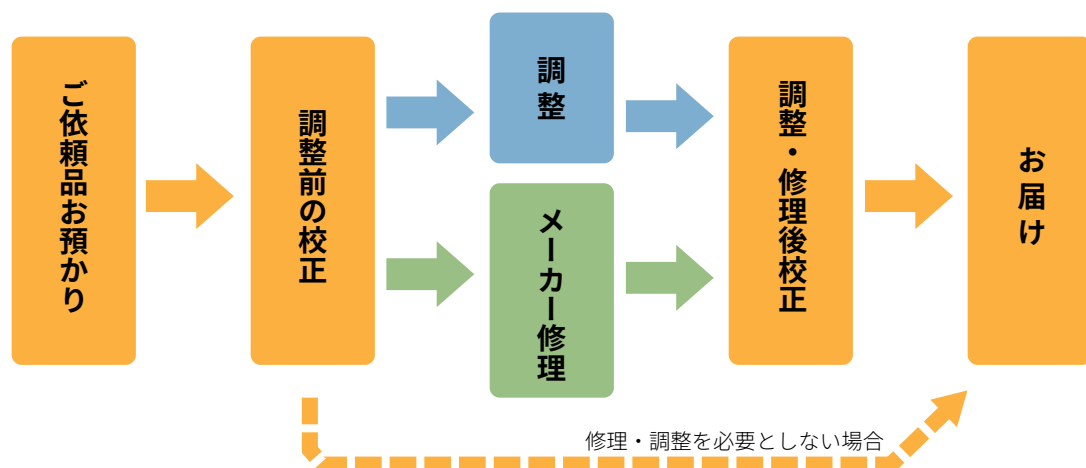 ご依頼品お預かり
調整前の校正
調整
メーカー修理
調整・修理後校正
お届け
修理・調整を必要としない場合